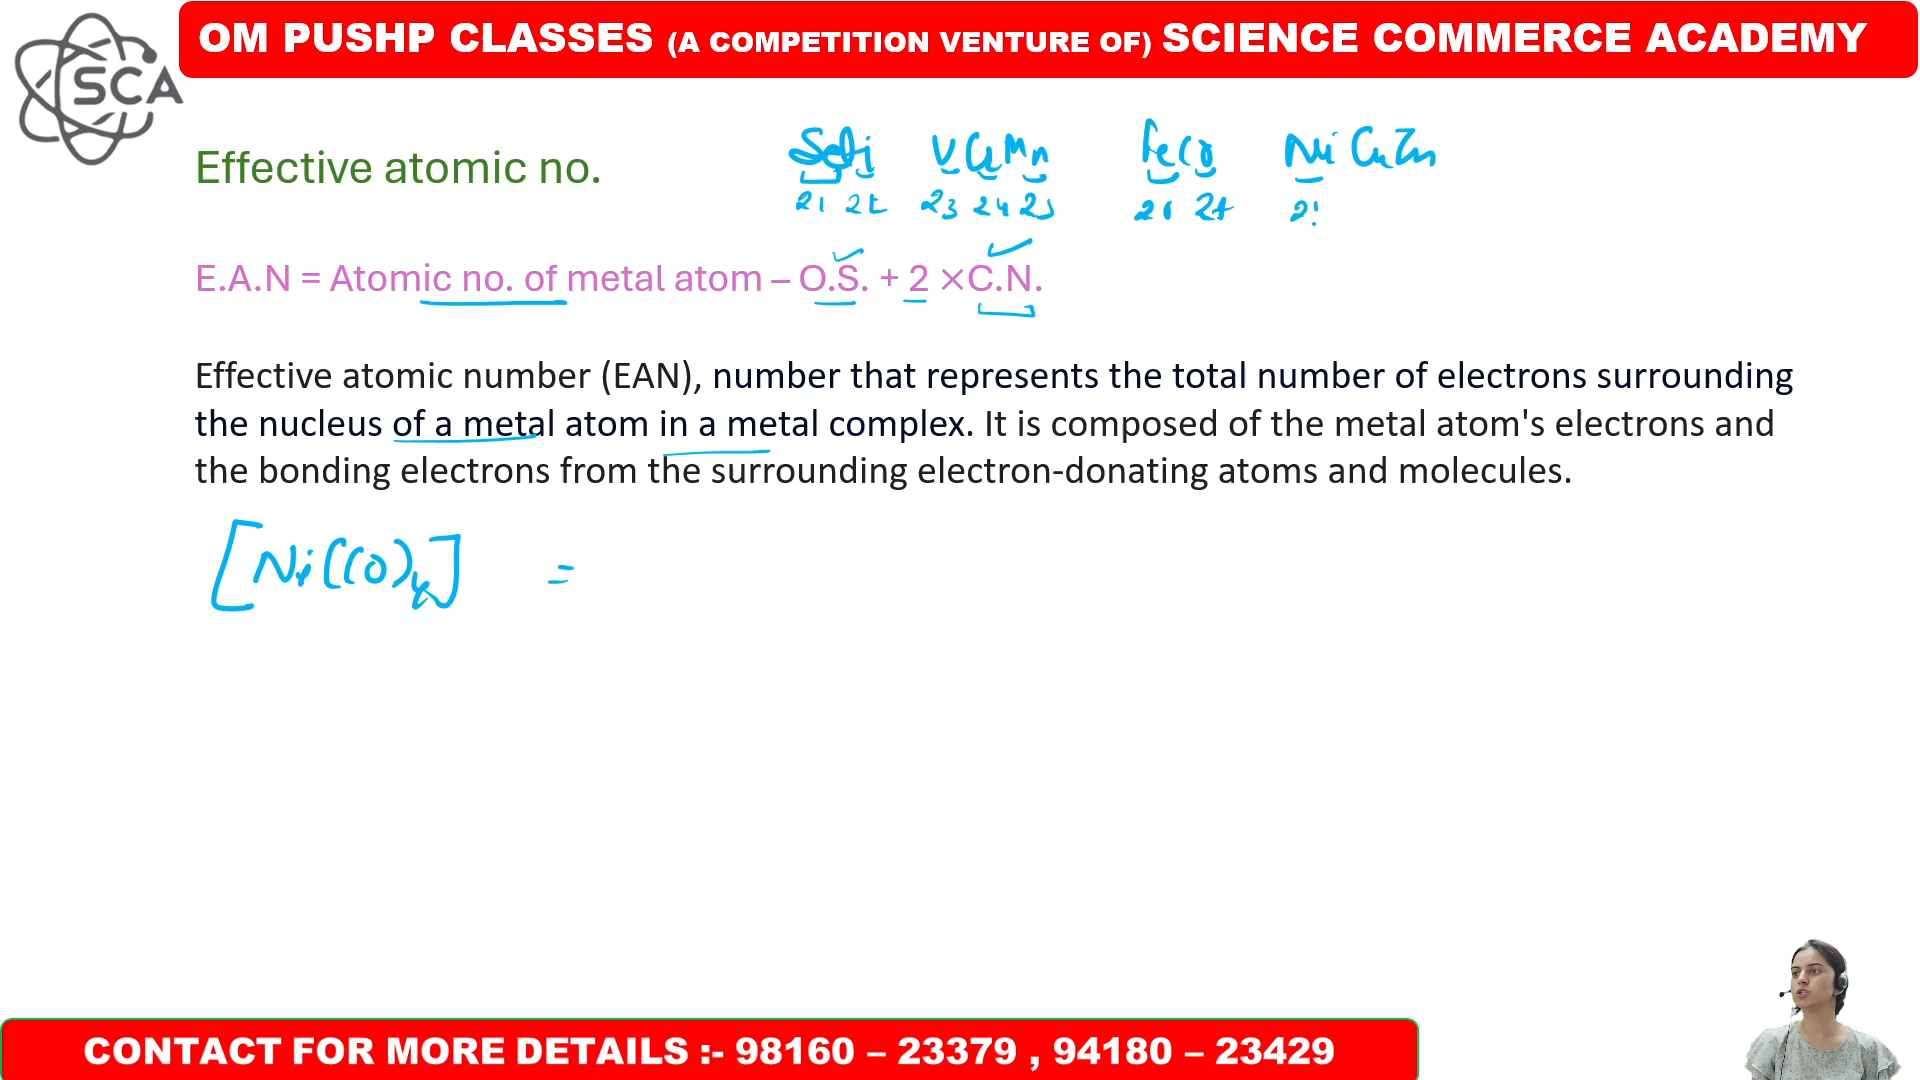 OM PUSHP CLASSES (A COMPETITION VENTURE OF) SCIENCE COMMERCE ACADEMY
SCA
Sc Ti V Cr Mn Fe Co Ni Cu Zn
21 22 23 24 25 26 27
Effective atomic no.
E.A.N = Atomic no. of metal atom – O.S. + 2 ×C.N.
Effective atomic number (EAN), number that represents the total number of electrons surrounding
the nucleus of a metal atom in a metal complex. It is composed of the metal atom's electrons and
the bonding electrons from the surrounding electron-donating atoms and molecules.
[Ni(CO)4] =
CONTACT FOR MORE DETAILS :- 98160 – 23379 , 94180 – 23429